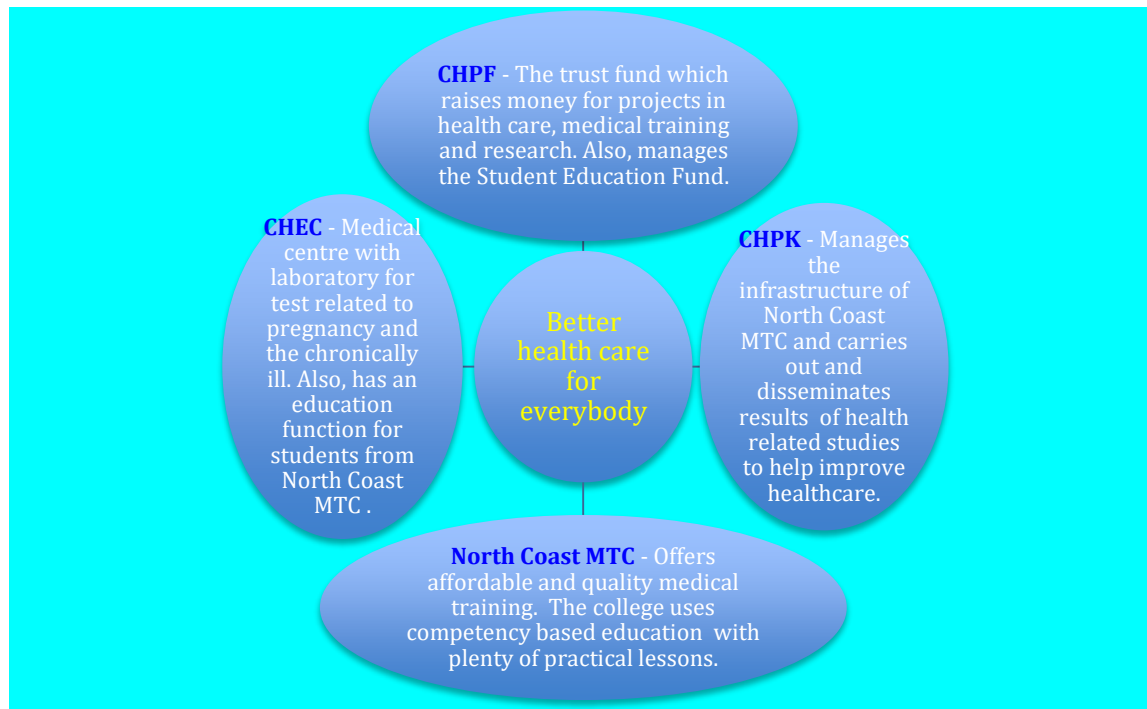 CHPF - The trust fund which
raises money for projects in
health care, medical training
and research. Also, manages
the Student Education Fund.
CHEC - Medical
centre with
laboratory for
test related to
pregnancy and
the chronically
ill. Also, has an
education
function for
students from
North Coast
MTC .
Better
health care
for
everybody
CHPK - Manages
the
infrastructure of
North Coast
MTC and carries
out and
disseminates
results of health
related studies
to help improve
healthcare.
North Coast MTC - Offers
affordable and quality medical
training. The college uses
competency based education with
plenty of practical lessons.